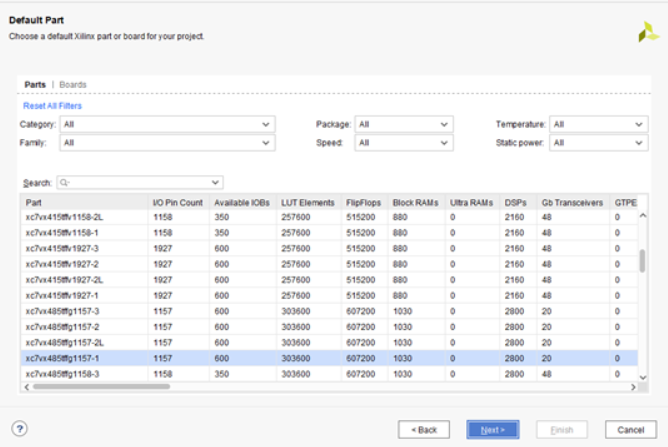 Default Part
Choose a default Xilinx part or board for your project.
Parts | Boards
Reset All Filters
Category: All Package: All Temperature: All
Family: All Speed: All Static power: All
Search: Q-
Part I/O Pin Count Available IOBs LUT Elements FlipFlops Block RAMs Ultra RAMs DSPs Gb Transceivers GTPE
xc7vx415tffv1158-2L 1158 350 257600 515200 880 0 2160 48 0
xc7vx415tffv1158-1 1158 350 257600 515200 880 0 2160 48 0
xc7vx415tffv1927-3 1927 600 257600 515200 880 0 2160 48 0
xc7vx415tffv1927-2 1927 600 257600 515200 880 0 2160 48 0
xc7vx415tffv1927-2L 1927 600 257600 515200 880 0 2160 48 0
xc7vx415tffv1927-1 1927 600 257600 515200 880 0 2160 48 0
xc7vx485tffg1157-3 1157 600 303600 607200 1030 0 2800 20 0
xc7vx485tffg1157-2 1157 600 303600 607200 1030 0 2800 20 0
xc7vx485tffg1157-2L 1157 600 303600 607200 1030 0 2800 20 0
xc7vx485tffg1157-1 1157 600 303600 607200 1030 0 2800 20 0
xc7vx485tffg1158-3 1158 350 303600 607200 1030 0 2800 48 0
? < Back Next > Finish Cancel